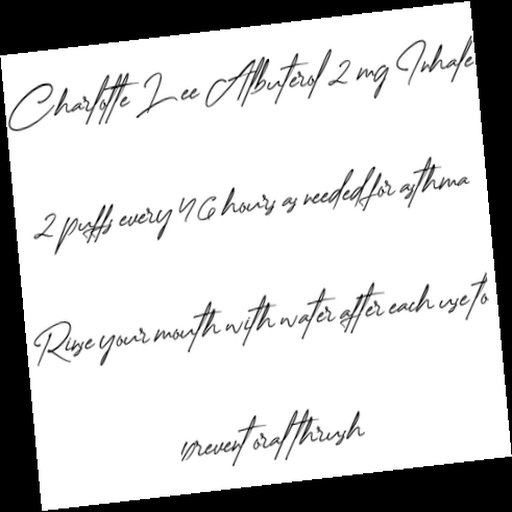 Charlotte Lee Albuterol 2 mg Inhale
2 puffs every 4 6 hours as needed for asthma
Rinse your mouth with water after each use to
prevent oral thrush